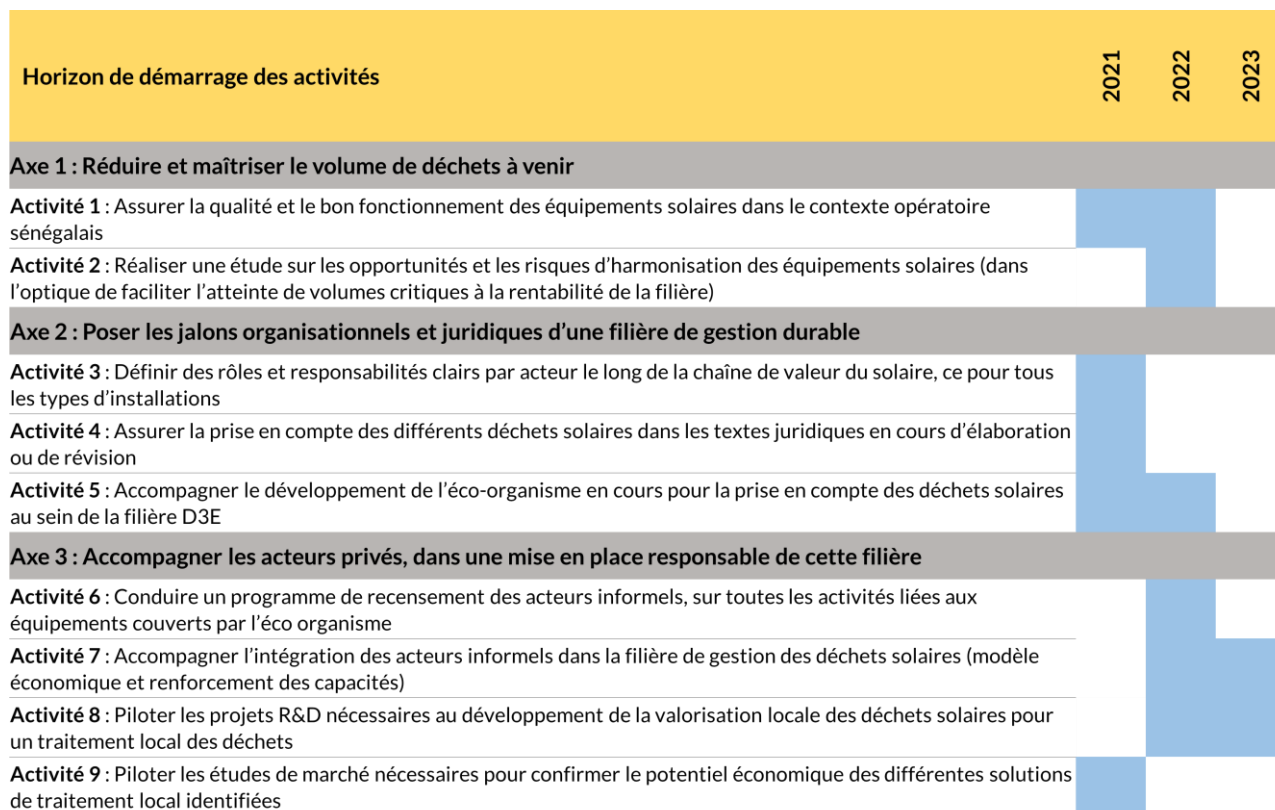 Horizon de démarrage des activités
2021
2022
2023
Axe 1 : Réduire et maîtriser le volume de déchets à venir
Activité 1 : Assurer la qualité et le bon fonctionnement des équipements solaires dans le contexte opératoire
sénégalais
Activité 2 : Réaliser une étude sur les opportunités et les risques d’harmonisation des équipements solaires (dans
l’optique de faciliter l’atteinte de volumes critiques à la rentabilité de la filière)
Axe 2 : Poser les jalons organisationnels et juridiques d’une filière de gestion durable
Activité 3 : Définir des rôles et responsabilités clairs par acteur le long de la chaîne de valeur du solaire, ce pour tous
les types d’installations
Activité 4 : Assurer la prise en compte des différents déchets solaires dans les textes juridiques en cours d’élaboration
ou de révision
Activité 5 : Accompagner le développement de l’éco-organisme en cours pour la prise en compte des déchets solaires
au sein de la filière D3E
Axe 3 : Accompagner les acteurs privés, dans une mise en place responsable de cette filière
Activité 6 : Conduire un programme de recensement des acteurs informels, sur toutes les activités liées aux
équipements couverts par l’éco organisme
Activité 7 : Accompagner l’intégration des acteurs informels dans la filière de gestion des déchets solaires (modèle
économique et renforcement des capacités)
Activité 8 : Piloter les projets R&D nécessaires au développement de la valorisation locale des déchets solaires pour
un traitement local des déchets
Activité 9 : Piloter les études de marché nécessaires pour confirmer le potentiel économique des différentes solutions
de traitement local identifiées